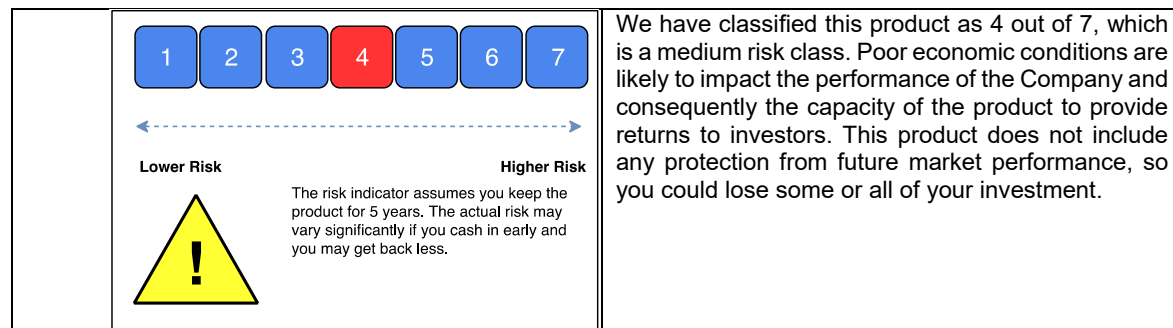 1 2 3 4 5 6 7
Lower Risk Higher Risk
The risk indicator assumes you keep the
product for 5 years. The actual risk may
vary significantly if you cash in early and
you may get back less.
!
We have classified this product as 4 out of 7, which
is a medium risk class. Poor economic conditions are
likely to impact the performance of the Company and
consequently the capacity of the product to provide
returns to investors. This product does not include
any protection from future market performance, so
you could lose some or all of your investment.